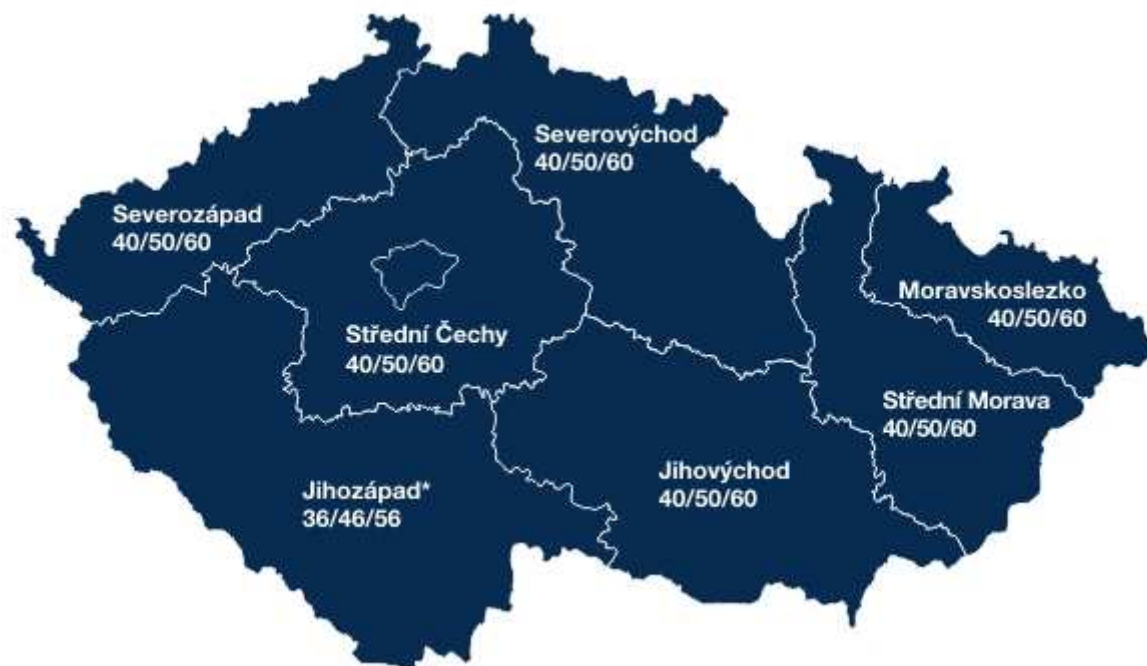 Severovýchod
40/50/60
Severozápad
40/50/60
Moravskoslezko
40/50/60
Střední Čechy
40/50/60
Střední Morava
40/50/60
Jihovýchod
40/50/60
Jihozápad*
36/46/56